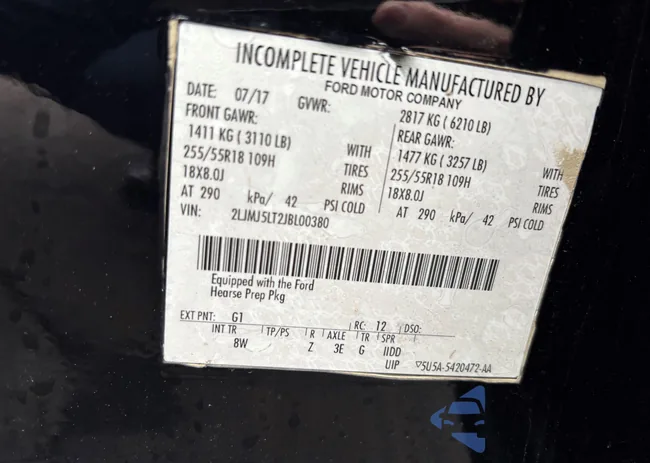 INCOMPLETE VEHICLE MANUFACTURED BY
FORD MOTOR COMPANY
DATE: 07/17 GVWR: 2817 KG ( 6210 LB)
FRONT GAWR: REAR GAWR:
1411 KG ( 3110 LB) WITH 1477 KG ( 3257 LB) WITH
255/55R18 109H TIRES 255/55R18 109H TIRES
18X8.0J RIMS 18X8.0J RIMS
AT 290 kPa/ 42 PSI COLD AT 290 kPa/ 42 PSI COLD
VIN: 2LJMJ5LT2JBL00380
Equipped with the Ford
Hearse Prep Pkg
EXT PNT: G1 RC: 12 DSO:
INT TR TP/PS R AXLE TR SPR
8W Z 3E G IIDD
UIP ▽5U5A-5420472-AA